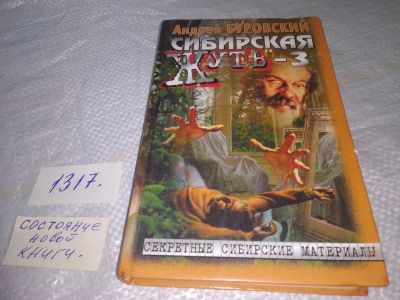 Андрей БУРОВСКИЙ
СИБИРСКАЯ
ЖУТЬ-3
1317.
состояние
новой
книги.
СЕКРЕТНЫЕ СИБИРСКИЕ МАТЕРИАЛЫ